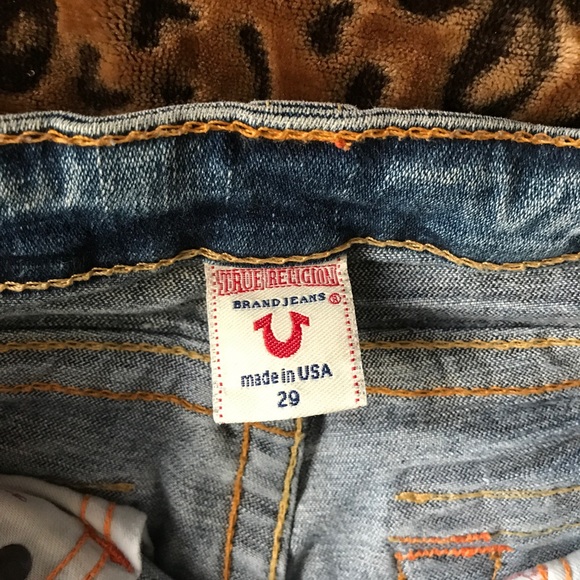 TRUE RELIGION
BRAND JEANS ®
made in USA
29